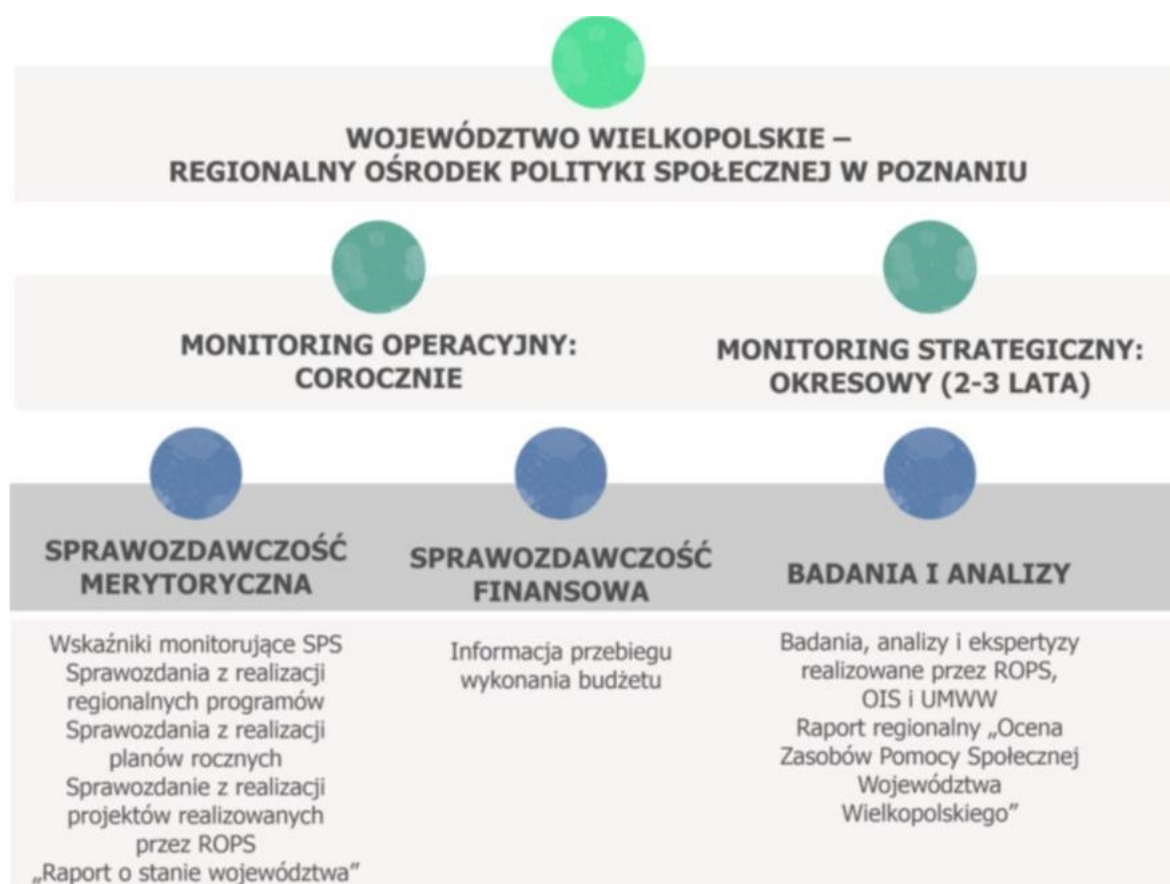 WOJEWÓDZTWO WIELKOPOLSKIE –
REGIONALNY OŚRODEK POLITYKI SPOŁECZNEJ W POZNANIU
MONITORING OPERACYJNY:
COROCZNIE
MONITORING STRATEGICZNY:
OKRESOWY (2-3 LATA)
SPRAWOZDAWCZOŚĆ
MERYTORYCZNA
SPRAWOZDAWCZOŚĆ
FINANSOWA
BADANIA I ANALIZY
Wskaźniki monitorujące SPS
Sprawozdania z realizacji
regionalnych programów
Sprawozdania z realizacji
planów rocznych
Sprawozdanie z realizacji
projektów realizowanych
przez ROPS
„Raport o stanie województwa”
Informacja przebiegu
wykonania budżetu
Badania, analizy i ekspertyzy
realizowane przez ROPS,
OIS i UMWW
Raport regionalny „Ocena
Zasobów Pomocy Społecznej
Województwa
Wielkopolskiego”